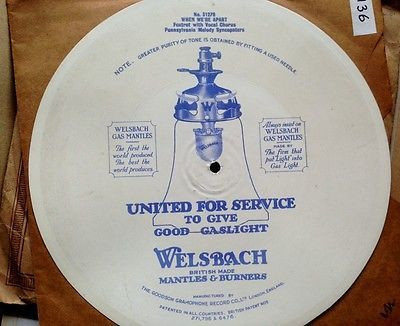 No. 31276
WHEN WE'RE APART
Foxtrot with Vocal Chorus
Pennsylvania Melody Syncopators
136
NOTE. GREATER PURITY OF TONE IS OBTAINED BY FITTING A USED NEEDLE.
W
WELSBACH
GAS MANTLES
The first the
world produced
The best the
world produces.
Always insist on
WELSBACH
GAS MANTLES
MADE BY
The firm that
put Light into
Gas Light.
UNITED FOR SERVICE
TO GIVE
GOOD GASLIGHT
WELSBACH
BRITISH MADE
MANTLES & BURNERS
MANUFACTURED BY
THE GOODSON GRAMOPHONE RECORD CO., LTD LONDON, ENGLAND.
PATENTED IN ALL COUNTRIES. BRITISH PATENT NOS
271,796 & 6476.